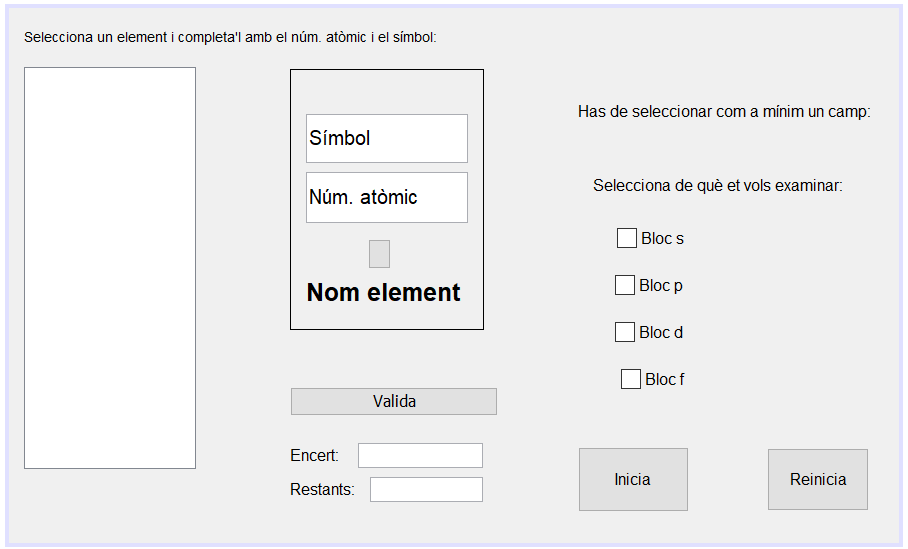 Selecciona un element i completa'l amb el núm. atòmic i el símbol:
Símbol
Núm. atòmic
Nom element
Valida
Encert:
Restants:
Has de seleccionar com a mínim un camp:
Selecciona de què et vols examinar:
Bloc s
Bloc p
Bloc d
Bloc f
Inicia
Reinicia